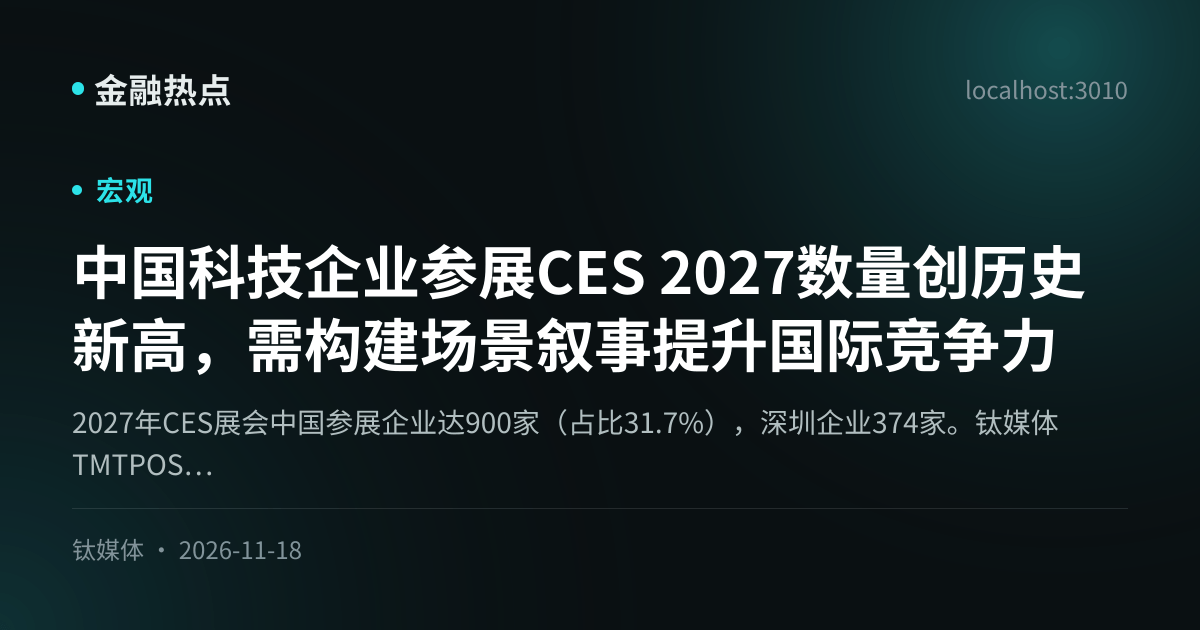 金融热点
localhost:3010
宏观
中国科技企业参展CES 2027数量创历史
新高，需构建场景叙事提升国际竞争力
2027年CES展会中国参展企业达900家（占比31.7%），深圳企业374家。钛媒体
TMTPOS…
钛媒体 · 2026-11-18